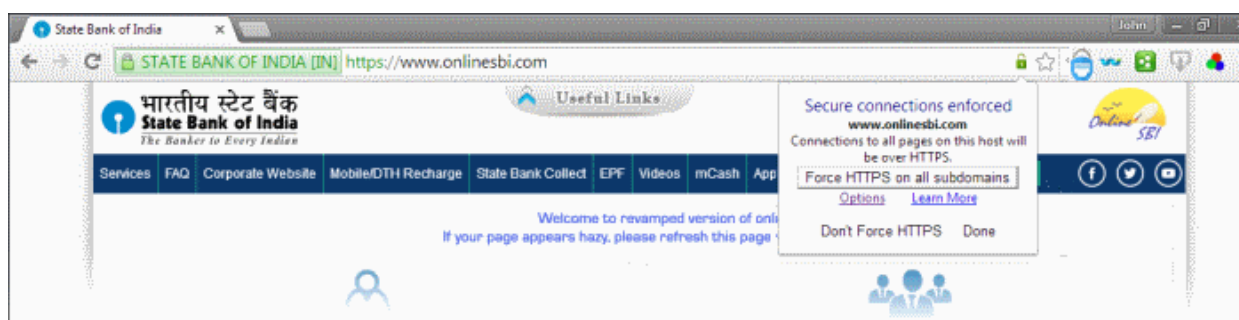 State Bank of India
John
STATE BANK OF INDIA [IN] https://www.onlinesbi.com
भारतीय स्टेट बैंक
State Bank of India
The Banker to Every Indian
Useful Links
Secure connections enforced
www.onlinesbi.com
Connections to all pages on this host will
be over HTTPS.
Force HTTPS on all subdomains
Options Learn More
Don't Force HTTPS Done
Online SBI
Services FAQ Corporate Website Mobile/DTH Recharge State Bank Collect EPF Videos mCash App
Welcome to revamped version of onli
If your page appears hazy, please refresh this page